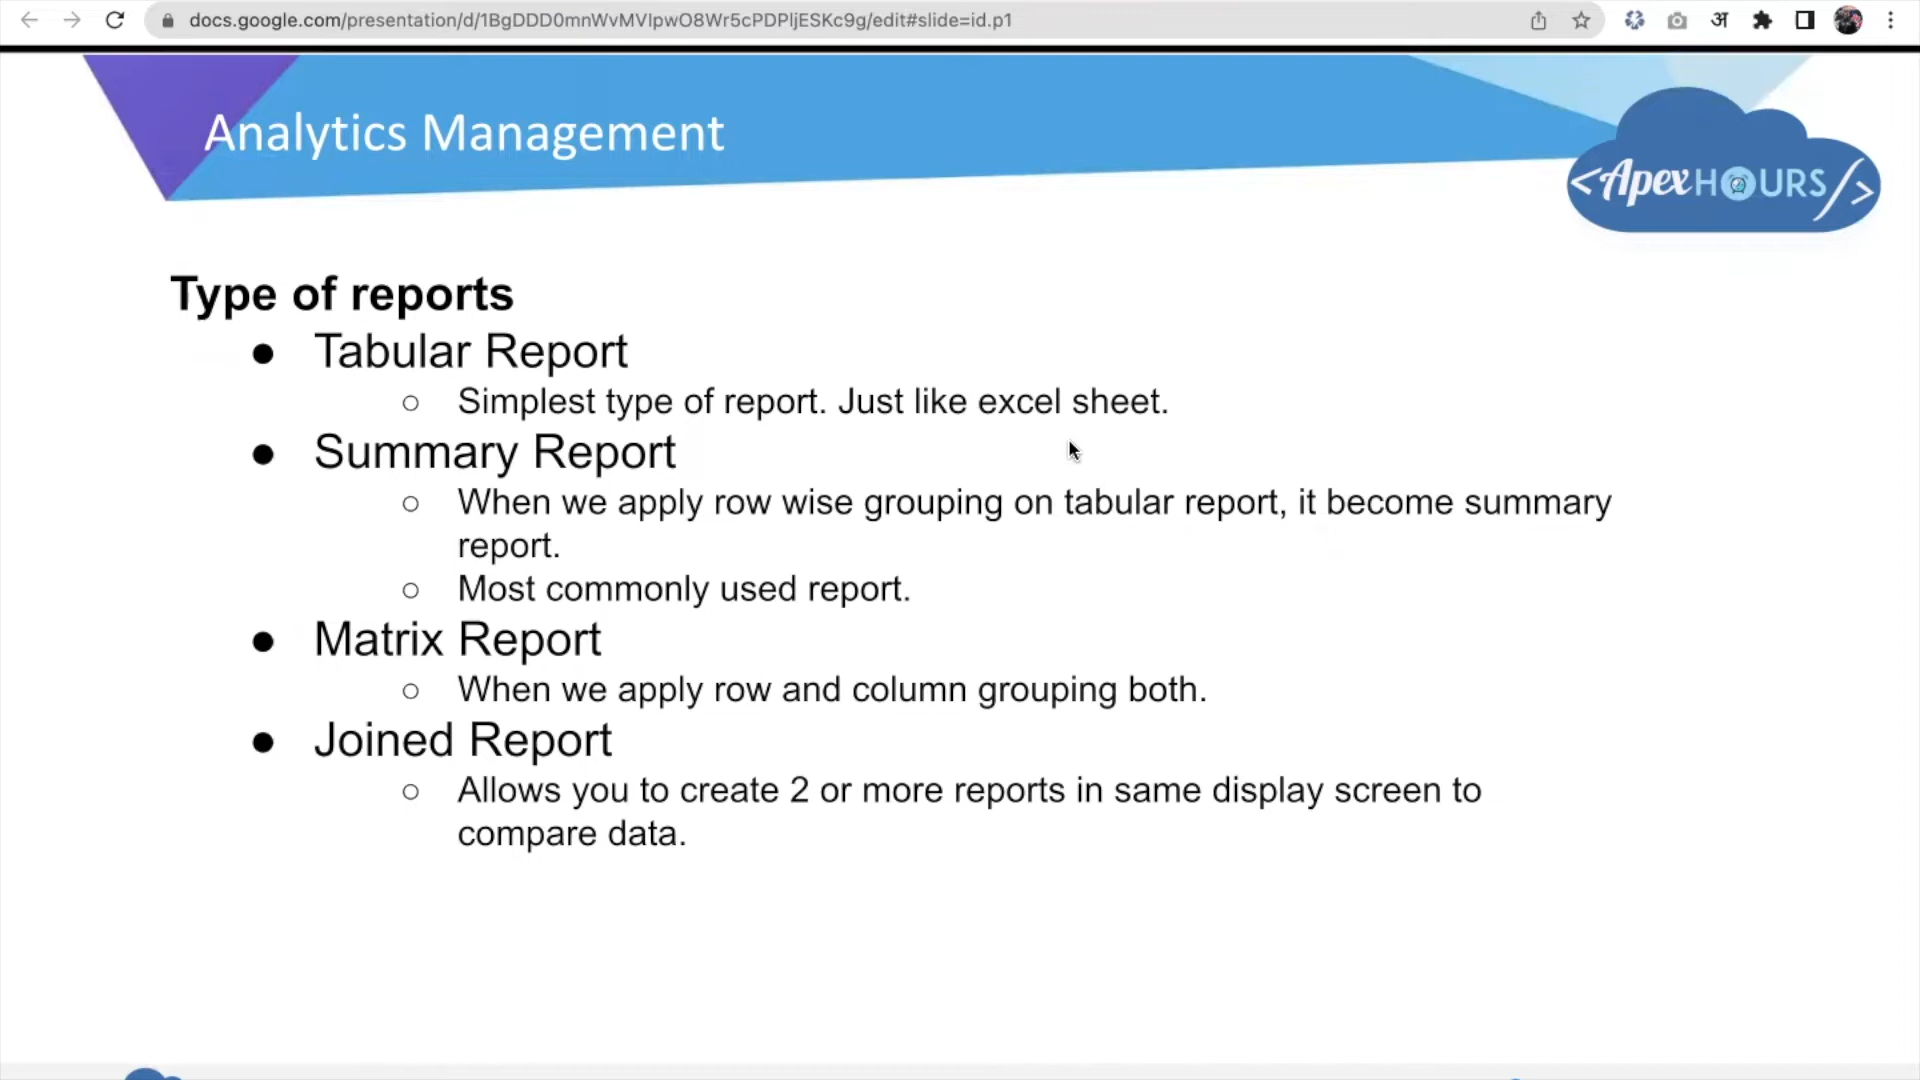 docs.google.com/presentation/d/1BgDDD0mnWvMVIpwO8Wr5cPDPljESKc9g/edit#slide=id.p1
अ
Analytics Management
<ApexHOURS/>
Type of reports
● Tabular Report
○ Simplest type of report. Just like excel sheet.
● Summary Report
○ When we apply row wise grouping on tabular report, it become summary
report.
○ Most commonly used report.
● Matrix Report
○ When we apply row and column grouping both.
● Joined Report
○ Allows you to create 2 or more reports in same display screen to
compare data.